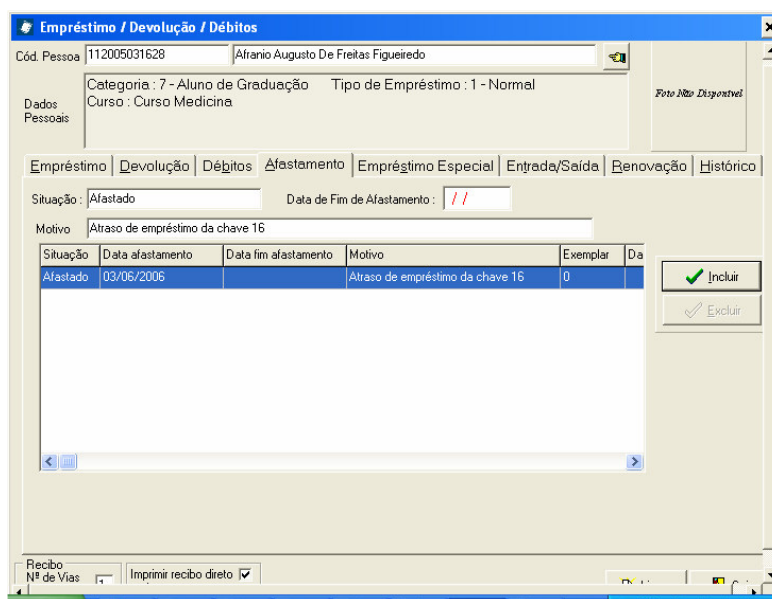 Empréstimo / Devolução / Débitos
Cód. Pessoa 112005031628 Afranio Augusto De Freitas Figueiredo
Dados Pessoais
Categoria : 7 - Aluno de Graduação Tipo de Empréstimo : 1 - Normal
Curso : Curso Medicina
Foto Não Disponível
Empréstimo Devolução Débitos Afastamento Empréstimo Especial Entrada/Saída Renovação Histórico
Situação : Afastado Data de Fim de Afastamento : / /
Motivo Atraso de empréstimo da chave 16
Situação Data afastamento Data fim afastamento Motivo Exemplar Da
Afastado 03/06/2006 Atraso de empréstimo da chave 16 0
Incluir
Excluir
Recibo
Nº de Vias 1 Imprimir recibo direto